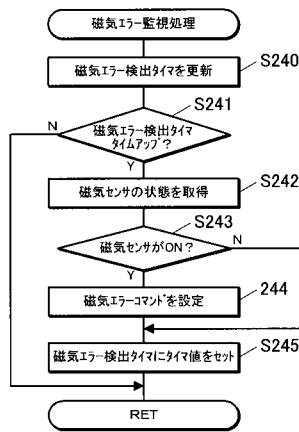 磁気エラー監視処理
磁気エラー検出タイマを更新
S240
S241
N
磁気エラー検出タイマ
タイムアップ?
Y
磁気センサの状態を取得
S242
S243
磁気センサがON?
N
Y
磁気エラーコマンドを設定
244
磁気エラー検出タイマにタイマ値をセット
S245
RET